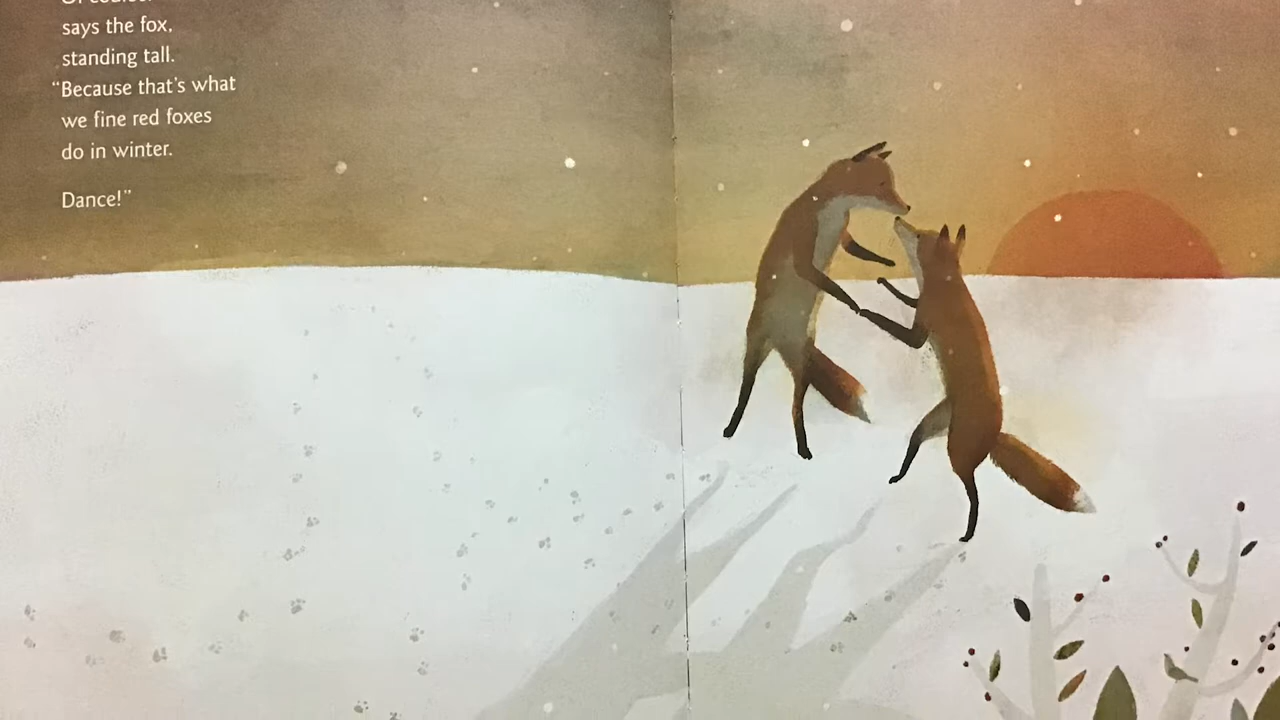 says the fox,
standing tall.
“Because that’s what
we fine red foxes
do in winter.
Dance!”